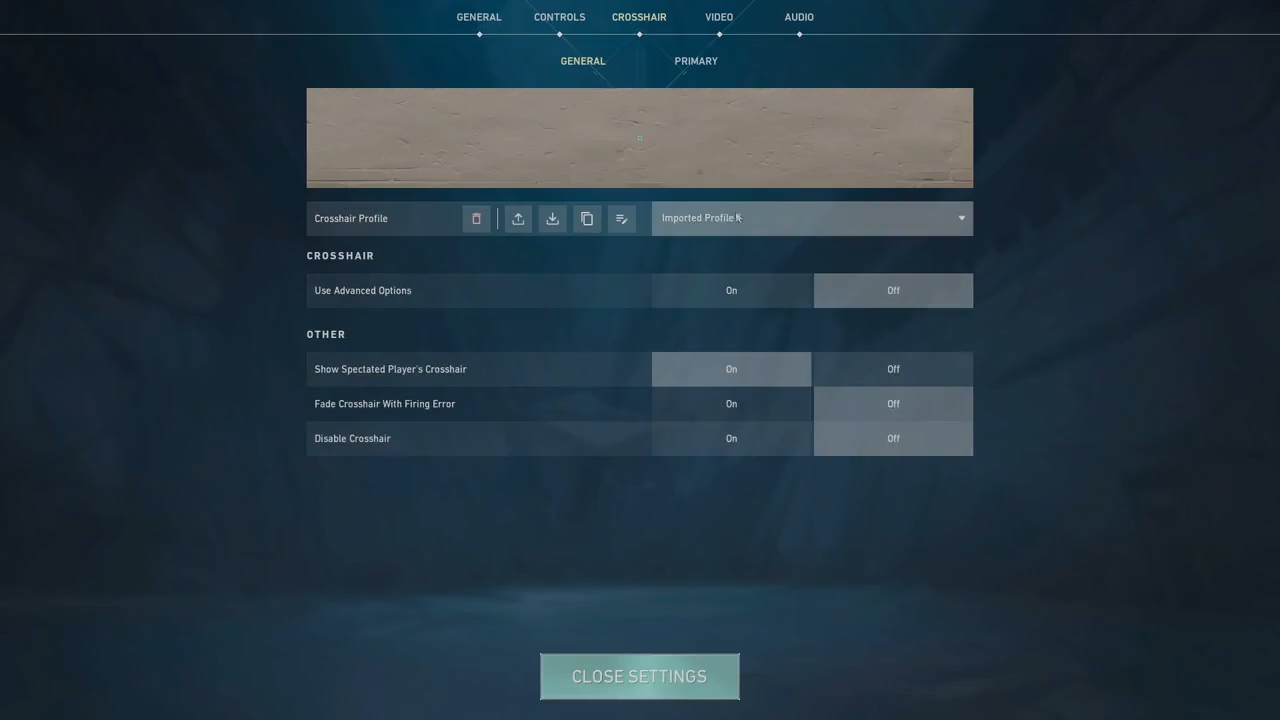 GENERAL CONTROLS CROSSHAIR VIDEO AUDIO
GENERAL PRIMARY
Crosshair Profile Imported Profile
CROSSHAIR
Use Advanced Options On Off
OTHER
Show Spectated Player's Crosshair On Off
Fade Crosshair With Firing Error On Off
Disable Crosshair On Off
CLOSE SETTINGS